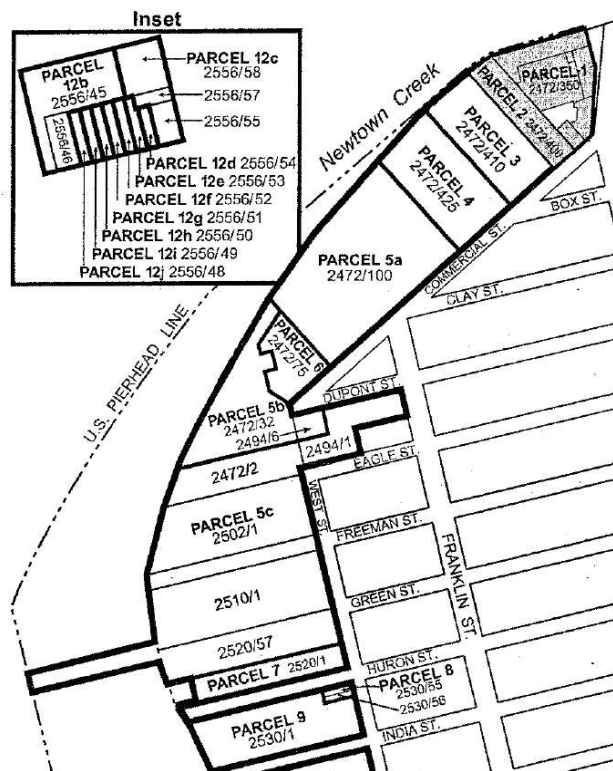 Inset
PARCEL
12b
2556/45
PARCEL 12c
2556/58
2556/57
2556/55
2556/46
PARCEL 12d 2556/54
PARCEL 12e 2556/53
PARCEL 12f 2556/52
PARCEL 12g 2556/51
PARCEL 12h 2556/50
PARCEL 12i 2556/49
PARCEL 12j 2556/48
Newtown Creek
PARCEL 1
2472/350
PARCEL 2 2472/400
PARCEL 3
2472/410
PARCEL 4
2472/425
PARCEL 5a
2472/100
BOX ST.
COMMERCIAL ST.
CLAY ST.
U.S. PIERHEAD LINE
PARCEL 6
2472/75
DUPONT ST.
PARCEL 5b
2472/32
2494/6
2494/1
EAGLE ST.
2472/2
WEST ST.
PARCEL 5c
2502/1
FREEMAN ST.
FRANKLIN ST.
2510/1
GREEN ST.
2520/57
HURON ST.
PARCEL 7 2520/1
PARCEL 8
2530/55
2530/56
PARCEL 9
2530/1
INDIA ST.